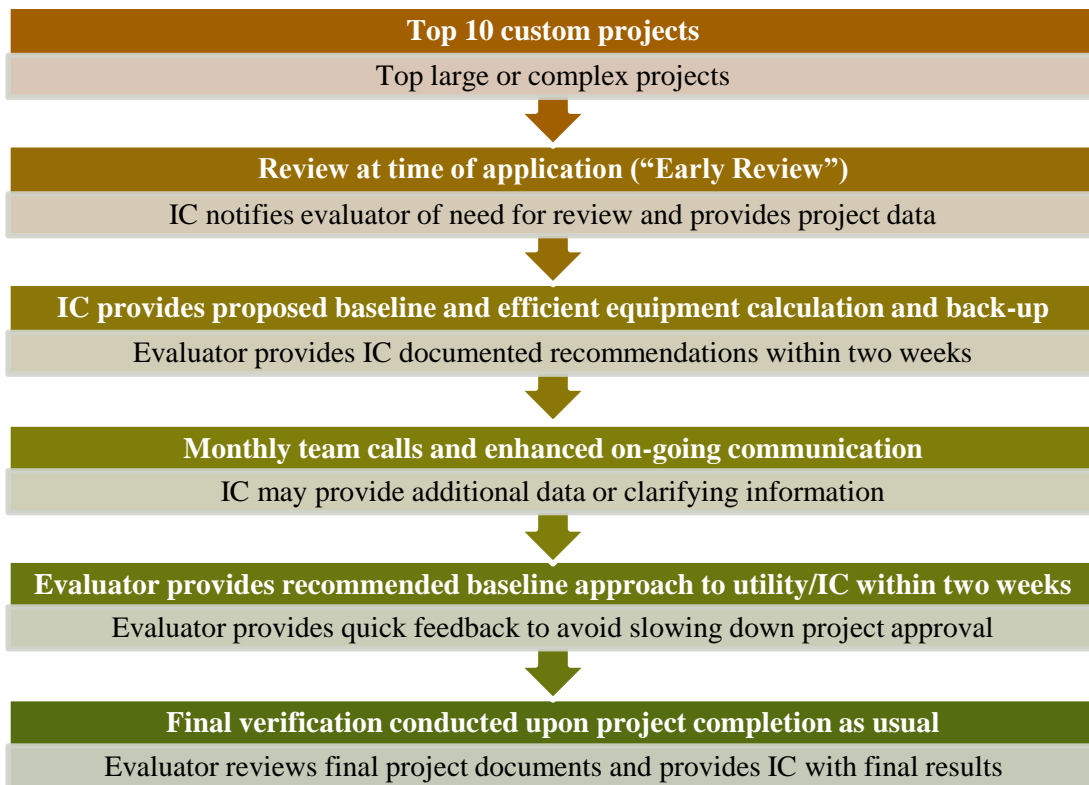 Top 10 custom projects
Top large or complex projects
Review at time of application (“Early Review”)
IC notifies evaluator of need for review and provides project data
IC provides proposed baseline and efficient equipment calculation and back-up
Evaluator provides IC documented recommendations within two weeks
Monthly team calls and enhanced on-going communication
IC may provide additional data or clarifying information
Evaluator provides recommended baseline approach to utility/IC within two weeks
Evaluator provides quick feedback to avoid slowing down project approval
Final verification conducted upon project completion as usual
Evaluator reviews final project documents and provides IC with final results